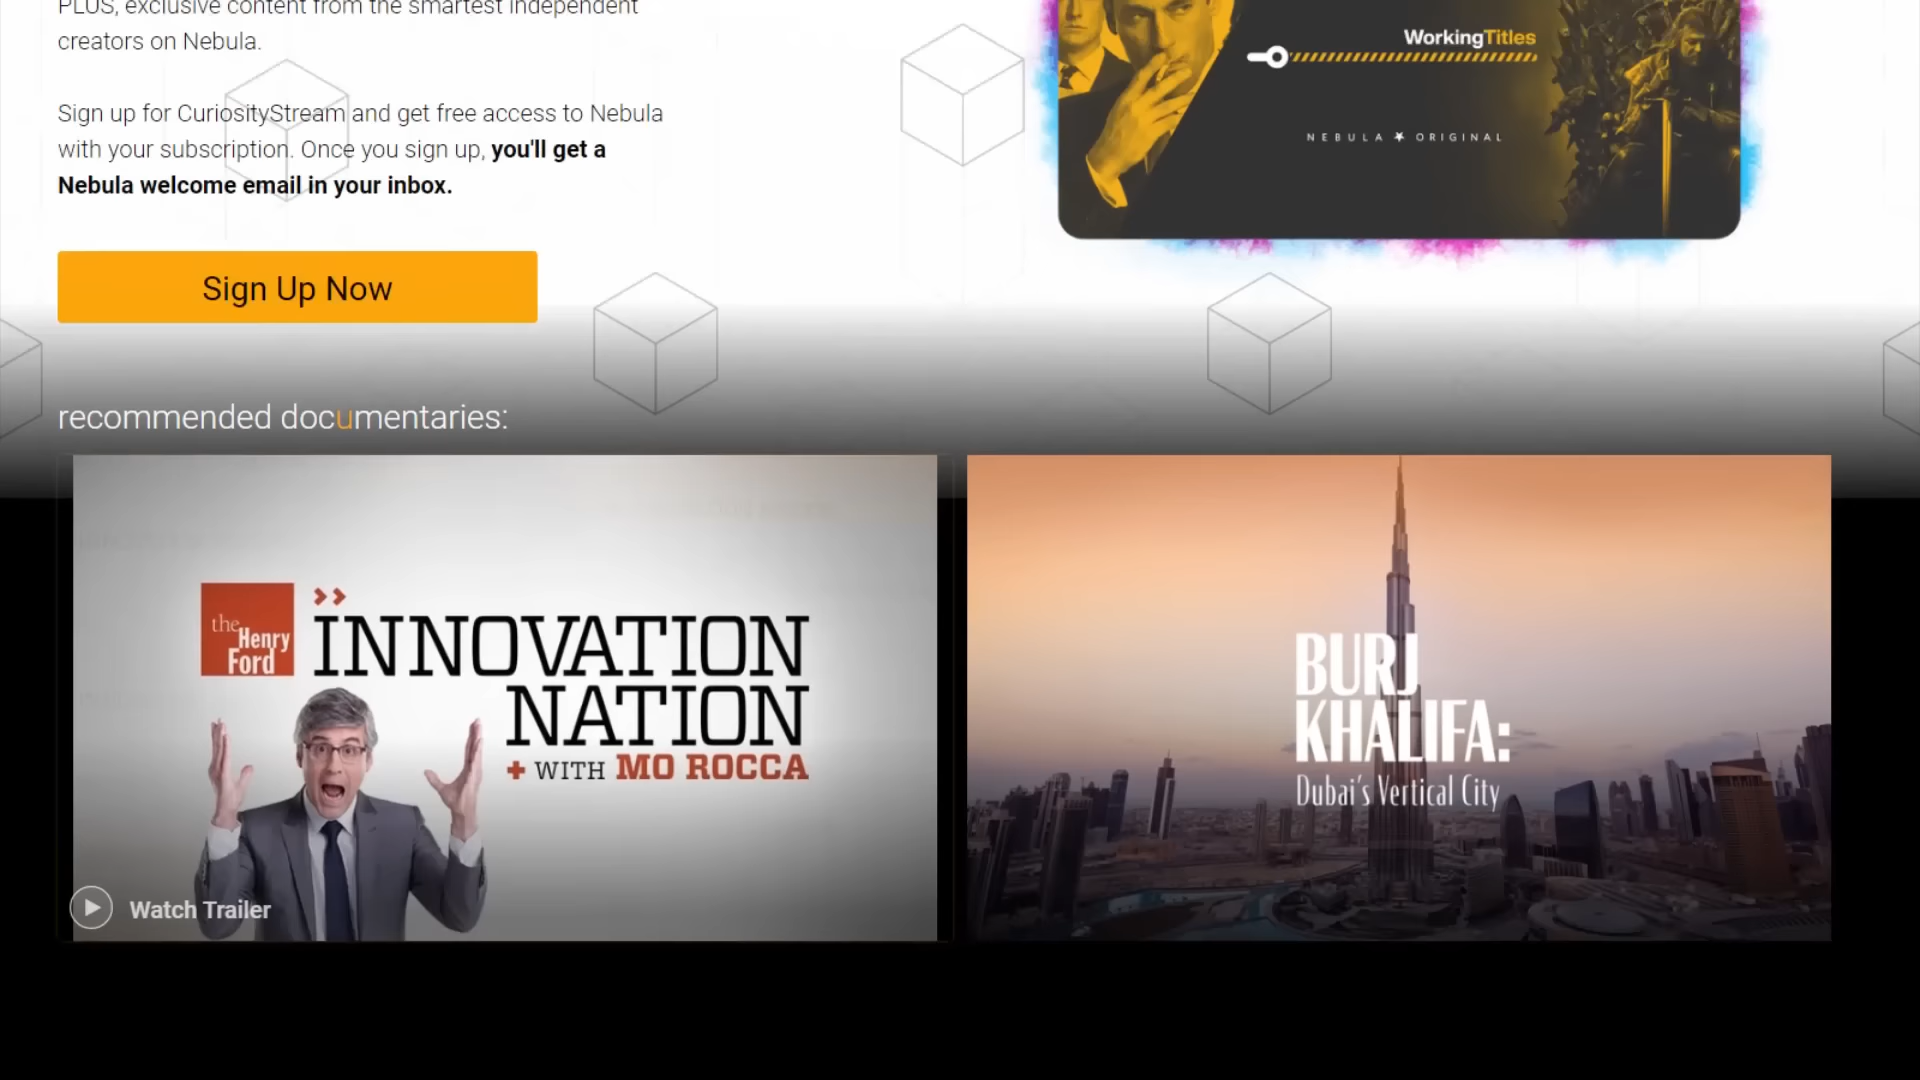 PLUS, exclusive content from the smartest independent
creators on Nebula.
Sign up for CuriosityStream and get free access to Nebula
with your subscription. Once you sign up, you'll get a
Nebula welcome email in your inbox.
Sign Up Now
WorkingTitles
NEBULA ORIGINAL
recommended documentaries:
the
Henry
Ford
INNOVATION
NATION
+ WITH MO ROCCA
Watch Trailer
BURJ
KHALIFA:
Dubai's Vertical City